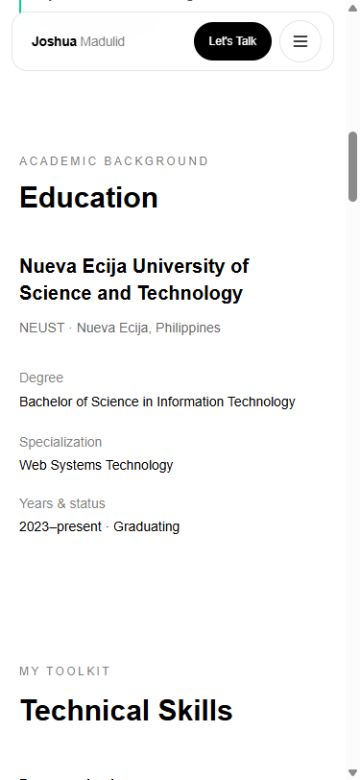 Joshua Madulid
Let's Talk
ACADEMIC BACKGROUND
Education
Nueva Ecija University of
Science and Technology
NEUST · Nueva Ecija, Philippines
Degree
Bachelor of Science in Information Technology
Specialization
Web Systems Technology
Years & status
2023–present · Graduating
MY TOOLKIT
Technical Skills